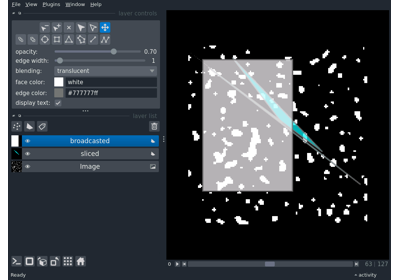 File View Plugins Window Help
layer controls
opacity: 0.70
edge width: 1
blending: translucent
face color: white
edge color: #777777ff
display text:
layer list
broadcasted
sliced
Image
63 127
Ready
activity